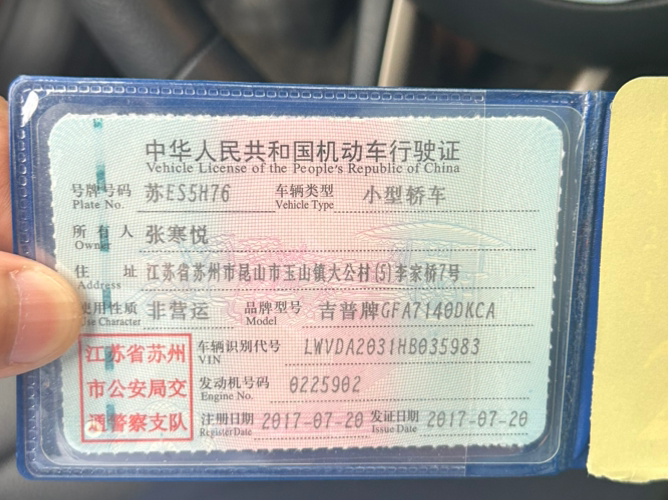 中华人民共和国机动车行驶证
Vehicle License of the People's Republic of China
号牌号码 苏ES5H76 车辆类型 小型轿车
Plate No. Vehicle Type
所有人 张寒悦
Owner
住址 江苏省苏州市昆山市玉山镇大公村(5)李家桥7号
Address
使用性质 非营运 品牌型号 吉普牌GFA7140DKCA
Use Character Model
江苏省苏州
市公安局交
通警察支队
车辆识别代号 LWVDA2031HB035983
VIN
发动机号码 0225902
Engine No.
注册日期 2017-07-20 发证日期 2017-07-20
Register Date Issue Date